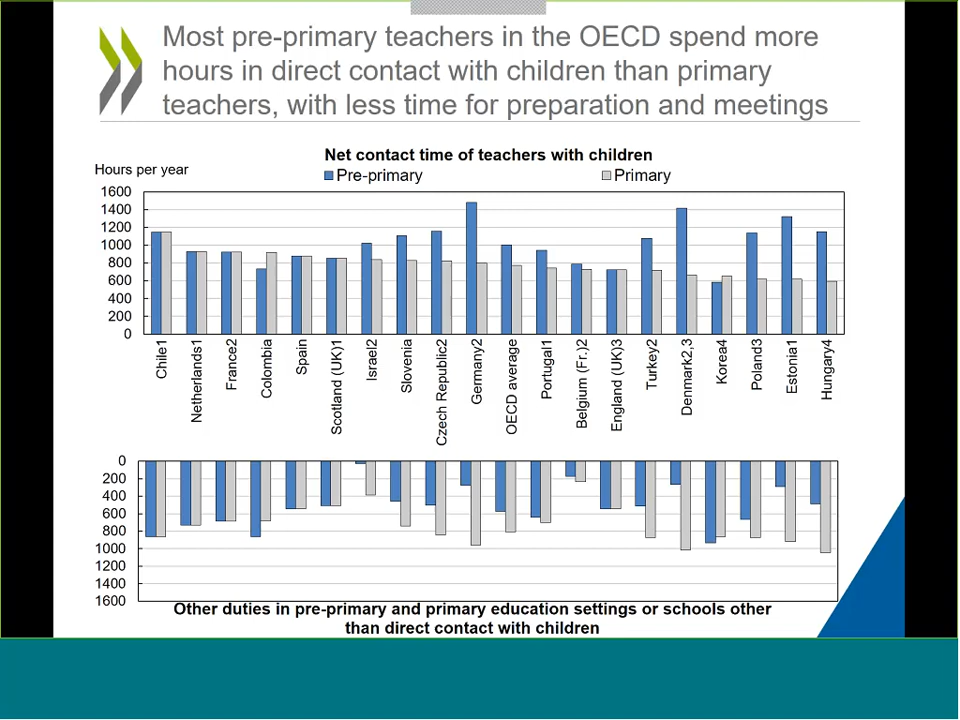 Most pre-primary teachers in the OECD spend more
hours in direct contact with children than primary
teachers, with less time for preparation and meetings
Net contact time of teachers with children
Hours per year
Pre-primary
Primary
1600
1400
1200
1000
800
600
400
200
0
Chile1
Netherlands1
France2
Colombia
Spain
Scotland (UK)1
Israel2
Slovenia
Czech Republic2
Germany2
OECD average
Portugal1
Belgium (Fr.)2
England (UK)3
Turkey2
Denmark2,3
Korea4
Poland3
Estonia1
Hungary4
0
200
400
600
800
1000
1200
1400
1600
Other duties in pre-primary and primary education settings or schools other
than direct contact with children